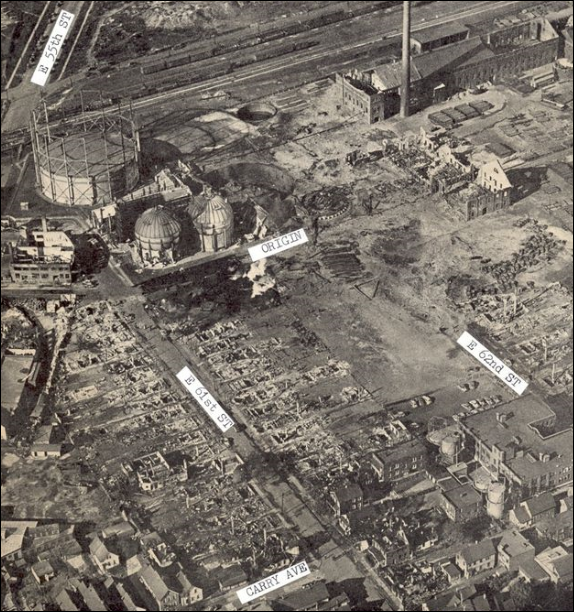 E 55th ST
ORIGIN
E 62nd ST
E 61st ST
CARRY AVE